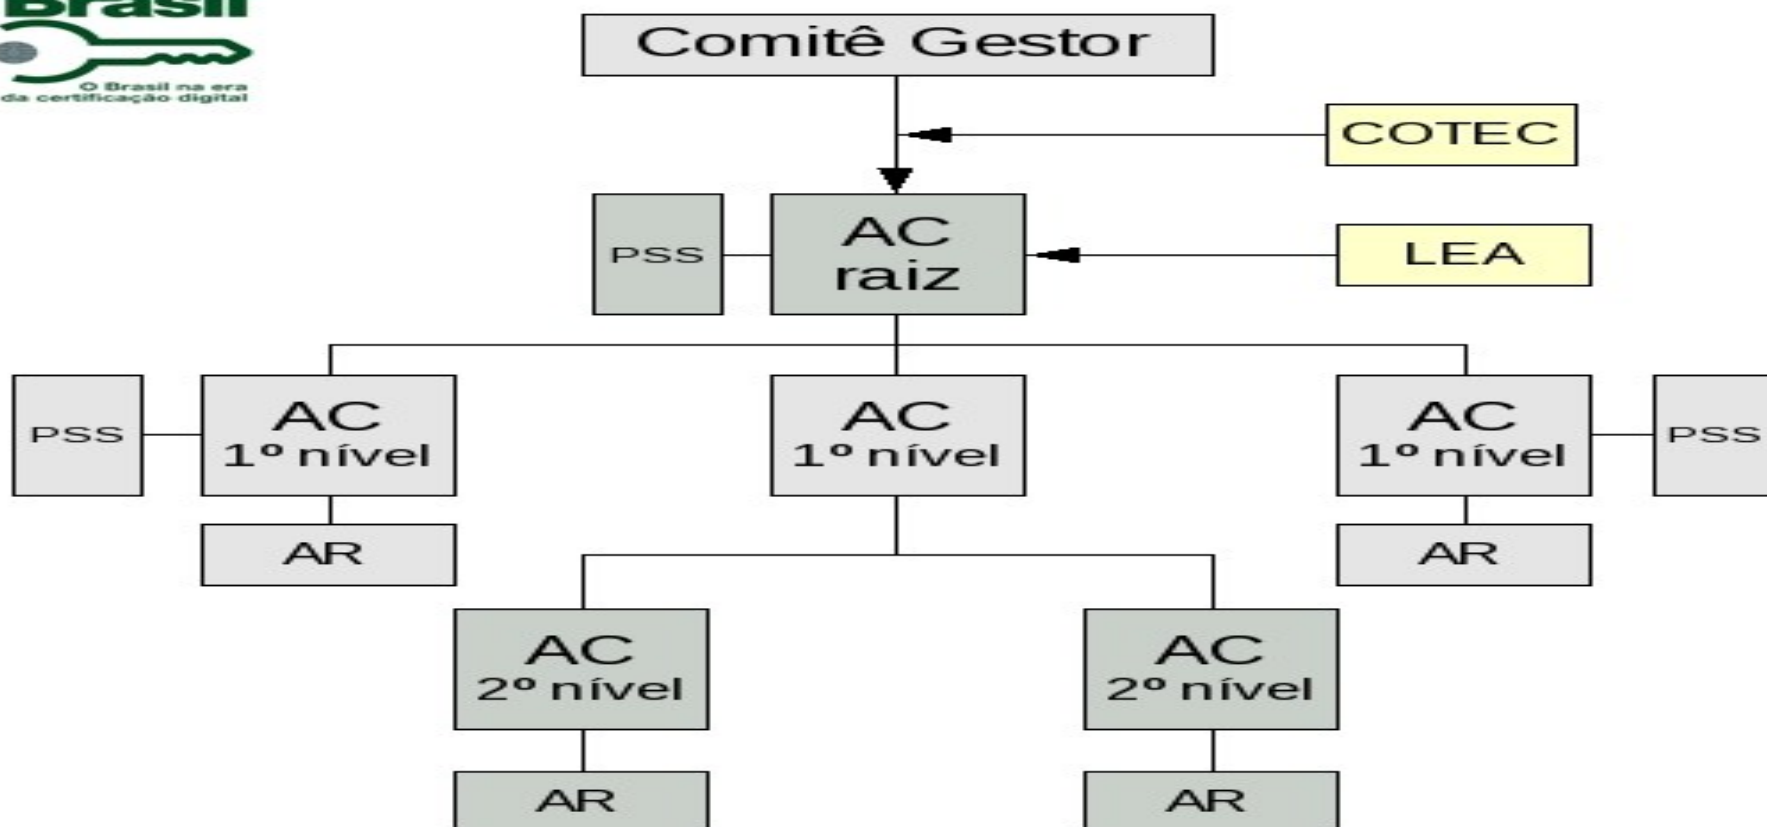 Brasil
O Brasil na era
da certificação digital
Comitê Gestor
COTEC
PSS
AC
raiz
LEA
PSS
AC
1º nível
AC
1º nível
AC
1º nível
PSS
AR
AR
AC
2º nível
AC
2º nível
AR
AR